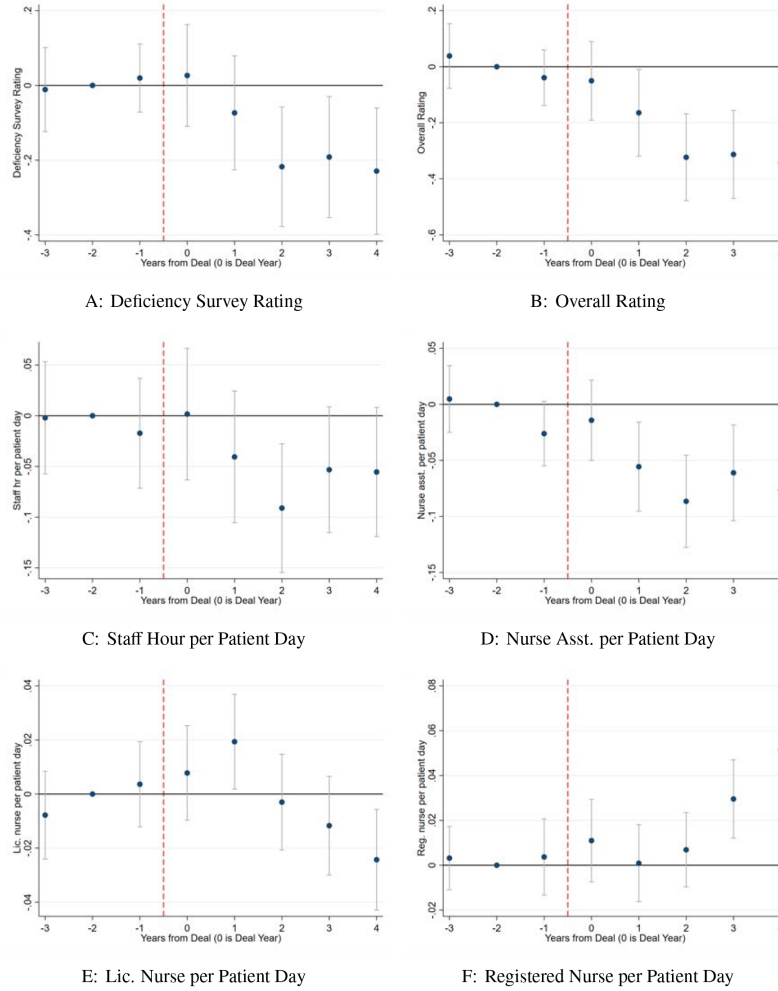 .2
0
-.2
-.4
Deficiency Survey Rating
-3 -2 -1 0 1 2 3 4
Years from Deal (0 is Deal Year)
A: Deficiency Survey Rating
.2
0
-.2
-.4
-.6
Overall Rating
-3 -2 -1 0 1 2 3
Years from Deal (0 is Deal Year)
B: Overall Rating
.05
0
-.05
-.1
-.15
Staff hr per patient day
-3 -2 -1 0 1 2 3 4
Years from Deal (0 is Deal Year)
C: Staff Hour per Patient Day
.05
0
-.05
-.1
-.15
Nurse asst. per patient day
-3 -2 -1 0 1 2 3
Years from Deal (0 is Deal Year)
D: Nurse Asst. per Patient Day
.04
.02
0
-.02
-.04
Lic. nurse per patient day
-3 -2 -1 0 1 2 3 4
Years from Deal (0 is Deal Year)
E: Lic. Nurse per Patient Day
.08
.06
.04
.02
0
-.02
Reg. nurse per patient day
-3 -2 -1 0 1 2 3
Years from Deal (0 is Deal Year)
F: Registered Nurse per Patient Day